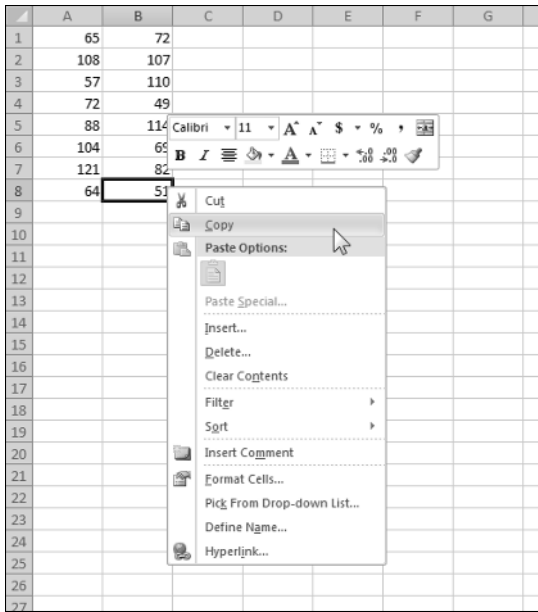 A B C D E F G
1 65 72
2 108 107
3 57 110
4 72 49
5 88 114 Calibri 11 A A $ % ,
6 104 69 B I A .00 .00
7 121 82
8 64 51
9 Cut
10 Copy
11 Paste Options:
12
13 Paste Special...
14 Insert...
15 Delete...
16 Clear Contents
17 Filter
18
19 Sort
20 Insert Comment
21 Format Cells...
22 Pick From Drop-down List...
23 Define Name...
24 Hyperlink...
25
26
27